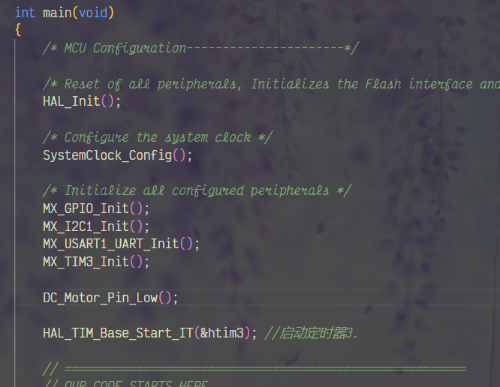 int main(void)
{
/* MCU Configuration----------------------*/
/* Reset of all peripherals, Initializes the Flash interface and
HAL_Init();
/* Configure the system clock */
SystemClock_Config();
/* Initialize all configured peripherals */
MX_GPIO_Init();
MX_I2C1_Init();
MX_USART1_UART_Init();
MX_TIM3_Init();
DC_Motor_Pin_Low();
HAL_TIM_Base_Start_IT(&htim3); //启动定时器3.
// =====================================================
// OUR CODE STARTS HERE